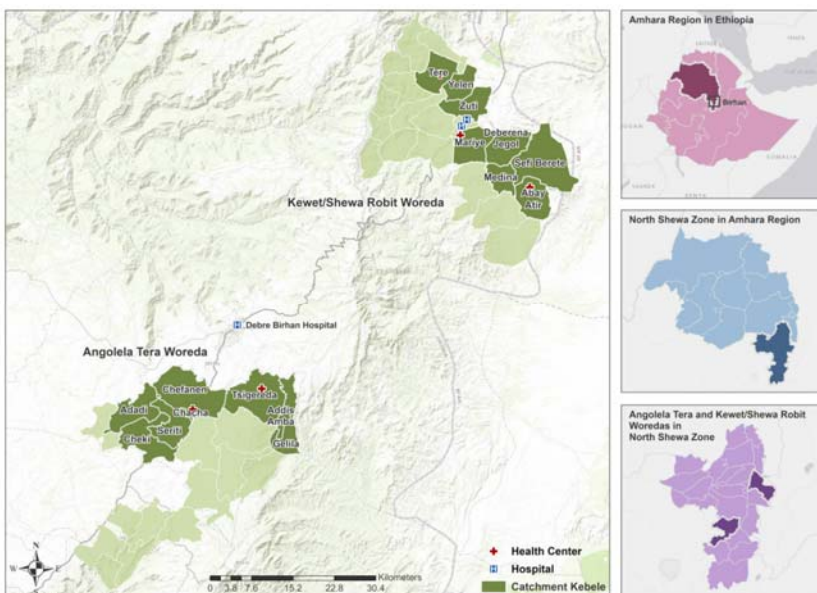 Tere
Yelen
Zuti
Mariye
Deberena
Jegol
Sefi Berete
Medina
Abay
Atir
Kewet/Shewa Robit Woreda
Debre Birhan Hospital
Angolela Tera Woreda
Chefanen
Tsigereda
Adadi
Chacha
Addis
Amba
Seriti
Cheki
Gelila
N
W
E
S
Health Center
Hospital
Catchment Kebele
Kilometers
0 3.8 7.6 15.2 22.8 30.4
Amhara Region in Ethiopia
Birhan
North Shewa Zone in Amhara Region
Angolela Tera and Kewet/Shewa Robit
Woredas in
North Shewa Zone